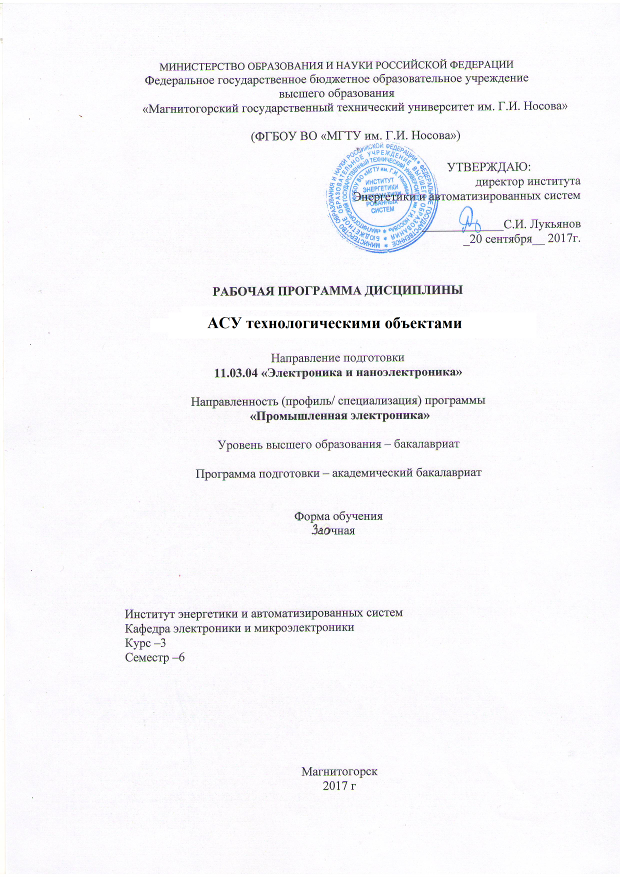 МИНИСТЕРСТВО ОБРАЗОВАНИЯ И НАУКИ РОССИЙСКОЙ ФЕДЕРАЦИИ
Федеральное государственное бюджетное образовательное учреждение
высшего образования
«Магнитогорский государственный технический университет им. Г.И. Носова»
(ФГБОУ ВО «МГТУ им. Г.И. Носова»)
УТВЕРЖДАЮ:
директор института
Энергетики и автоматизированных систем
С.И. Лукьянов
_20 сентября__ 2017г.
ИНСТИТУТ
ЭНЕРГЕТИКИ
СИСТЕМ
РАБОЧАЯ ПРОГРАММА ДИСЦИПЛИНЫ
АСУ технологическими объектами
Направление подготовки
11.03.04 «Электроника и наноэлектроника»
Направленность (профиль/ специализация) программы
«Промышленная электроника»
Уровень высшего образования – бакалавриат
Программа подготовки – академический бакалавриат
Форма обучения
Заочная
Институт энергетики и автоматизированных систем
Кафедра электроники и микроэлектроники
Курс –3
Семестр –6
Магнитогорск
2017 г